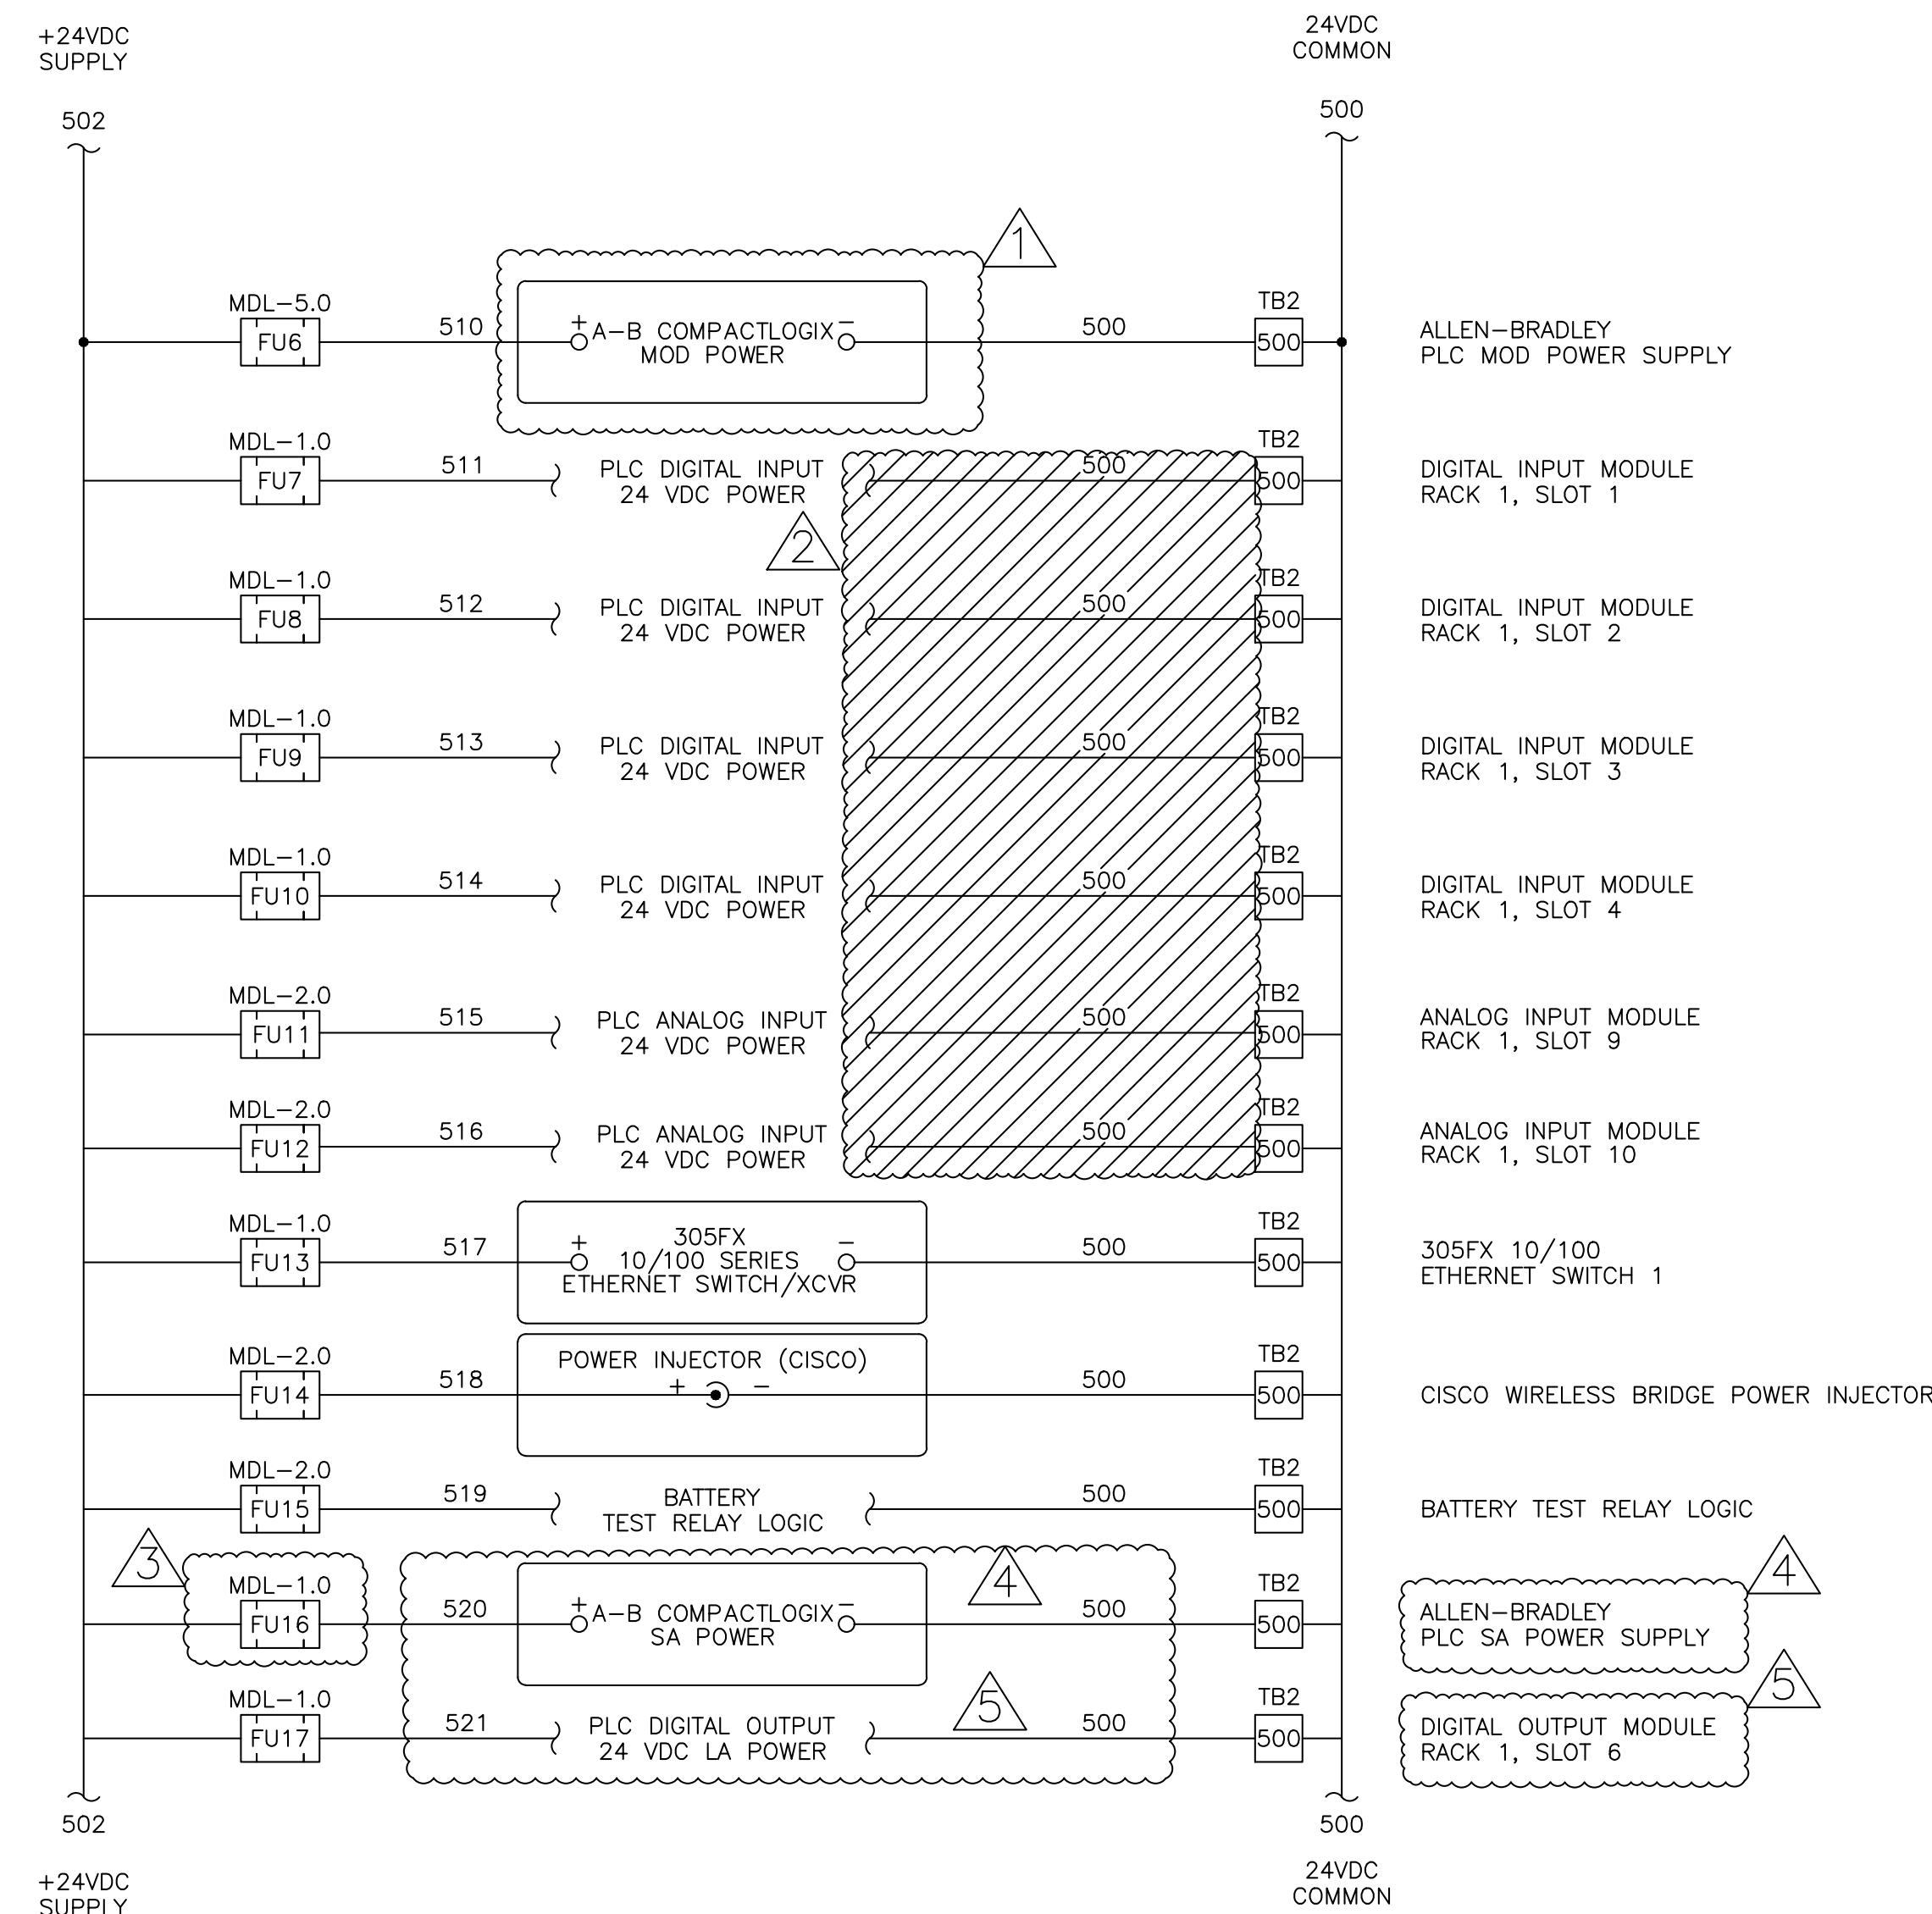 +24VDC
SUPPLY
24VDC
COMMON
502
500
1
MDL-5.0
FU6
510
+ A-B COMPACTLOGIX -
MOD POWER
500
TB2
500
ALLEN-BRADLEY
PLC MOD POWER SUPPLY
MDL-1.0
FU7
511
PLC DIGITAL INPUT
24 VDC POWER
500
TB2
500
DIGITAL INPUT MODULE
RACK 1, SLOT 1
2
MDL-1.0
FU8
512
PLC DIGITAL INPUT
24 VDC POWER
500
TB2
500
DIGITAL INPUT MODULE
RACK 1, SLOT 2
MDL-1.0
FU9
513
PLC DIGITAL INPUT
24 VDC POWER
500
TB2
500
DIGITAL INPUT MODULE
RACK 1, SLOT 3
MDL-1.0
FU10
514
PLC DIGITAL INPUT
24 VDC POWER
500
TB2
500
DIGITAL INPUT MODULE
RACK 1, SLOT 4
MDL-2.0
FU11
515
PLC ANALOG INPUT
24 VDC POWER
500
TB2
500
ANALOG INPUT MODULE
RACK 1, SLOT 9
MDL-2.0
FU12
516
PLC ANALOG INPUT
24 VDC POWER
500
TB2
500
ANALOG INPUT MODULE
RACK 1, SLOT 10
MDL-1.0
FU13
517
+ -
305FX
10/100 SERIES
ETHERNET SWITCH/XCVR
500
TB2
500
305FX 10/100
ETHERNET SWITCH 1
MDL-2.0
FU14
518
POWER INJECTOR (CISCO)
+ -
500
TB2
500
CISCO WIRELESS BRIDGE POWER INJECTOR
MDL-2.0
FU15
519
BATTERY
TEST RELAY LOGIC
500
TB2
500
BATTERY TEST RELAY LOGIC
3
MDL-1.0
FU16
520
+ A-B COMPACTLOGIX -
SA POWER
4
500
TB2
500
ALLEN-BRADLEY
PLC SA POWER SUPPLY
4
MDL-1.0
FU17
521
PLC DIGITAL OUTPUT
24 VDC LA POWER
5
500
TB2
500
DIGITAL OUTPUT MODULE
RACK 1, SLOT 6
5
502
500
+24VDC
SUPPLY
24VDC
COMMON